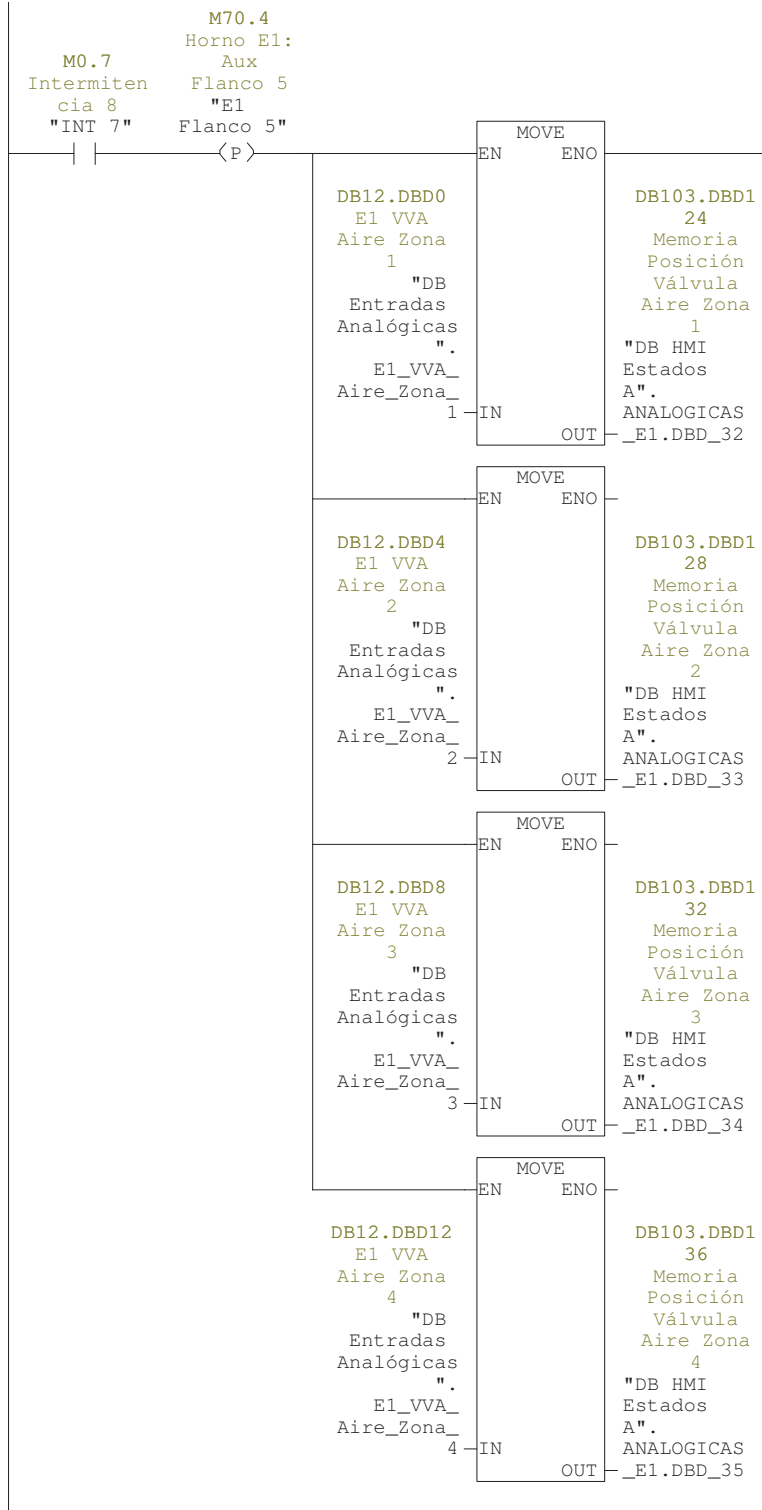 M70.4
Horno E1:
Aux
Flanco 5
"E1
Flanco 5"
M0.7
Intermiten
cia 8
"INT 7"
P
MOVE
EN ENO
DB12.DBD0
E1 VVA
Aire Zona
1
"DB
Entradas
Analógicas
".
E1_VVA_
Aire_Zona_
1
IN
OUT
DB103.DBD1
24
Memoria
Posición
Válvula
Aire Zona
1
"DB HMI
Estados
A".
ANALOGICAS
_E1.DBD_32
MOVE
EN ENO
DB12.DBD4
E1 VVA
Aire Zona
2
"DB
Entradas
Analógicas
".
E1_VVA_
Aire_Zona_
2
IN
OUT
DB103.DBD1
28
Memoria
Posición
Válvula
Aire Zona
2
"DB HMI
Estados
A".
ANALOGICAS
_E1.DBD_33
MOVE
EN ENO
DB12.DBD8
E1 VVA
Aire Zona
3
"DB
Entradas
Analógicas
".
E1_VVA_
Aire_Zona_
3
IN
OUT
DB103.DBD1
32
Memoria
Posición
Válvula
Aire Zona
3
"DB HMI
Estados
A".
ANALOGICAS
_E1.DBD_34
MOVE
EN ENO
DB12.DBD12
E1 VVA
Aire Zona
4
"DB
Entradas
Analógicas
".
E1_VVA_
Aire_Zona_
4
IN
OUT
DB103.DBD1
36
Memoria
Posición
Válvula
Aire Zona
4
"DB HMI
Estados
A".
ANALOGICAS
_E1.DBD_35